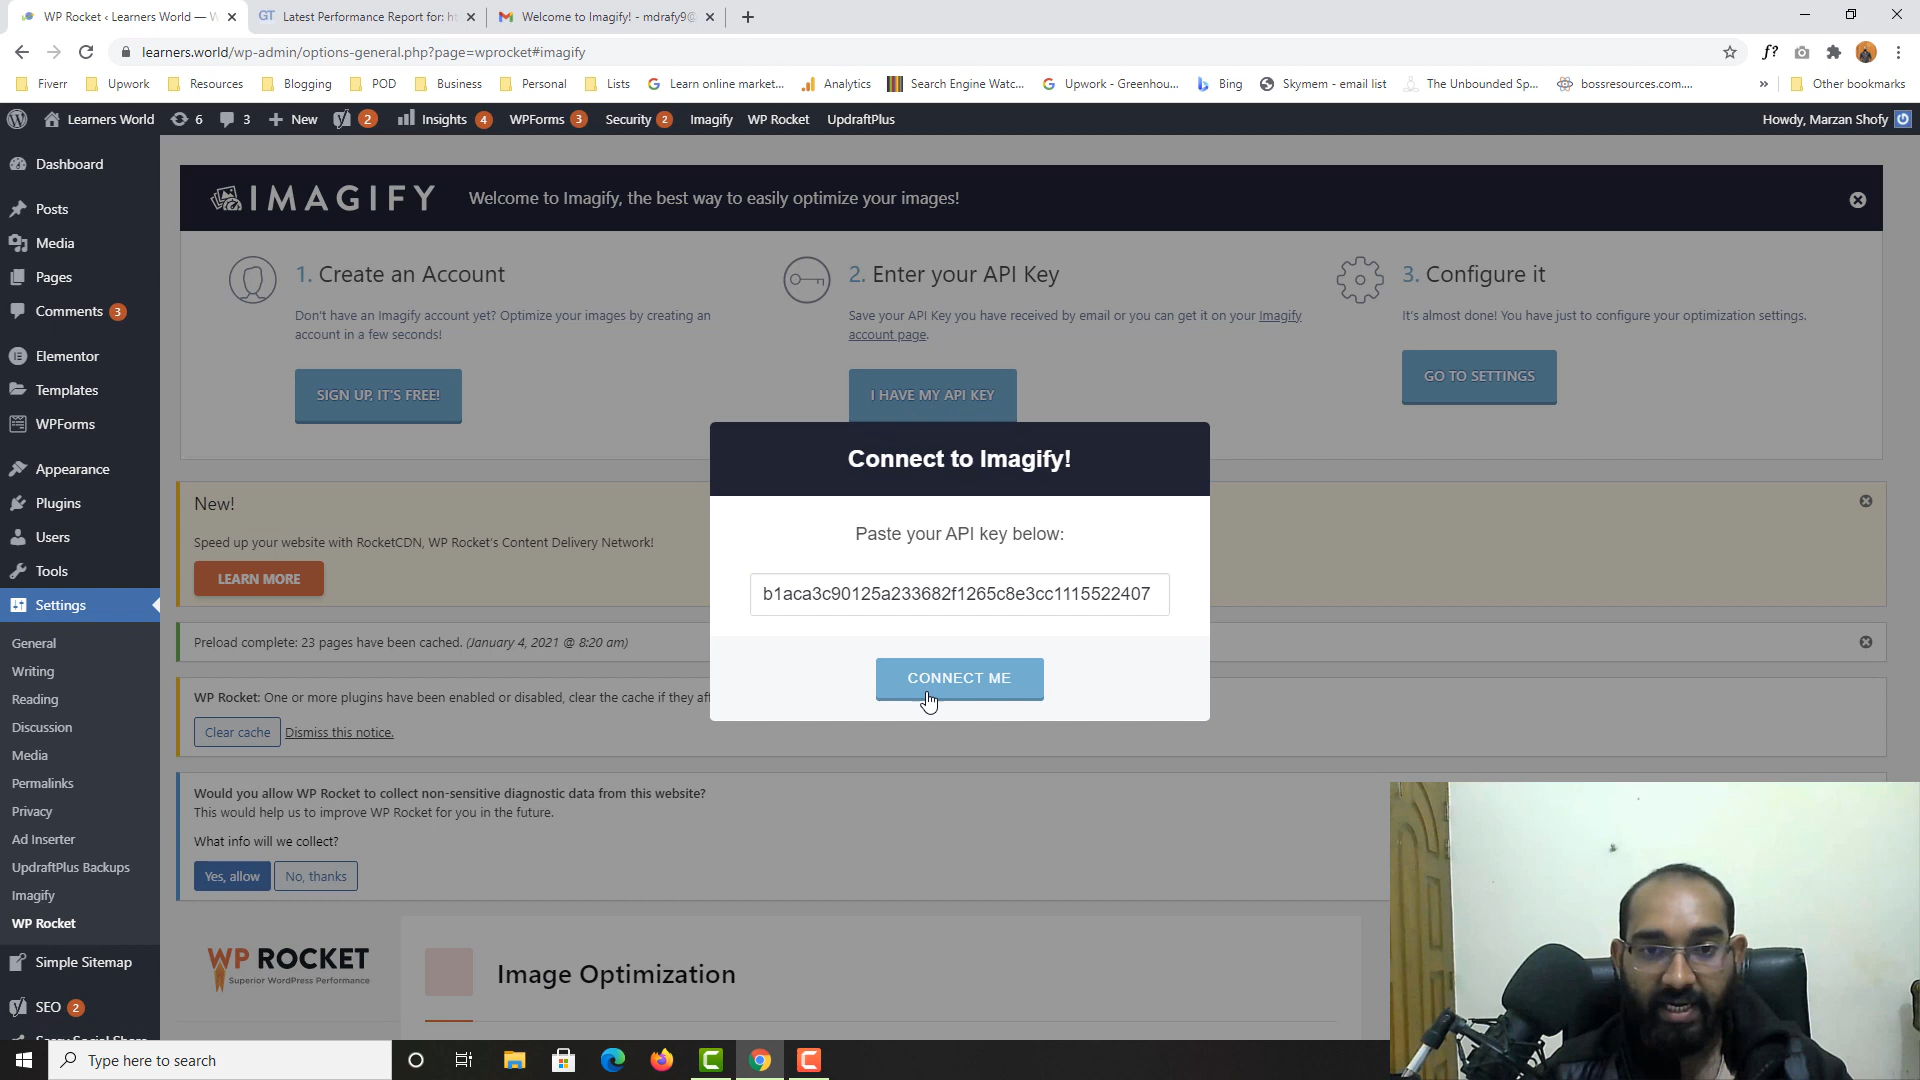 WP Rocket ‹ Learners World — W
Latest Performance Report for: ht
Welcome to Imagify! - mdrafy9@
learners.world/wp-admin/options-general.php?page=wprocket#imagify
Fiverr
Upwork
Resources
Blogging
POD
Business
Personal
Lists
Learn online market...
Analytics
Search Engine Watc...
Upwork - Greenhou...
Bing
Skymem - email list
The Unbounded Sp...
bossresources.com....
»
Other bookmarks
Learners World
6
3
New
2
Insights 4
WPForms 3
Security 2
Imagify
WP Rocket
UpdraftPlus
Howdy, Marzan Shofy
Dashboard
Posts
Media
Pages
Comments 3
Elementor
Templates
WPForms
Appearance
Plugins
Users
Tools
Settings
General
Writing
Reading
Discussion
Media
Permalinks
Privacy
Ad Inserter
UpdraftPlus Backups
Imagify
WP Rocket
Simple Sitemap
SEO 2
IMAGIFY
Welcome to Imagify, the best way to easily optimize your images!
1. Create an Account
Don't have an Imagify account yet? Optimize your images by creating an
account in a few seconds!
SIGN UP, IT'S FREE!
2. Enter your API Key
Save your API Key you have received by email or you can get it on your Imagify
account page.
I HAVE MY API KEY
3. Configure it
It's almost done! You have just to configure your optimization settings.
GO TO SETTINGS
New!
Speed up your website with RocketCDN, WP Rocket's Content Delivery Network!
LEARN MORE
Preload complete: 23 pages have been cached. (January 4, 2021 @ 8:20 am)
WP Rocket: One or more plugins have been enabled or disabled, clear the cache if they aff
Clear cache
Dismiss this notice.
Would you allow WP Rocket to collect non-sensitive diagnostic data from this website?
This would help us to improve WP Rocket for you in the future.
What info will we collect?
Yes, allow
No, thanks
WP ROCKET
Superior WordPress Performance
Image Optimization
Connect to Imagify!
Paste your API key below:
b1aca3c90125a233682f1265c8e3cc1115522407
CONNECT ME
Type here to search